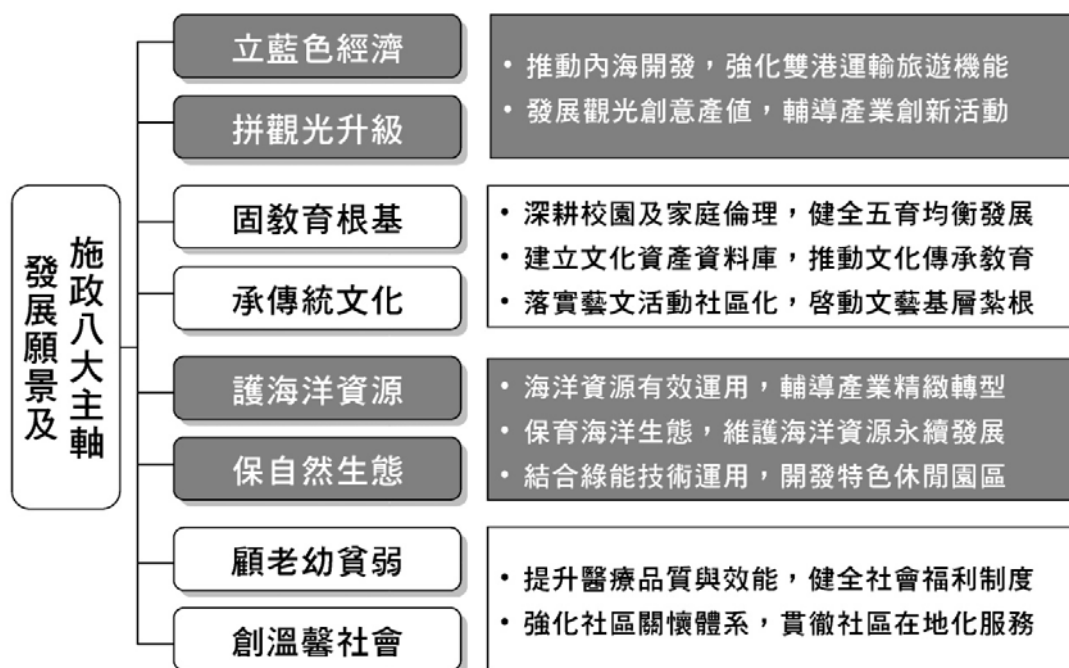 發展願景及
施政八大主軸
立藍色經濟
拼觀光升級
• 推動內海開發，強化雙港運輸旅遊機能
• 發展觀光創意產值，輔導產業創新活動
固教育根基
承傳統文化
• 深耕校園及家庭倫理，健全五育均衡發展
• 建立文化資產資料庫，推動文化傳承教育
• 落實藝文活動社區化，啓動文藝基層紮根
護海洋資源
保自然生態
• 海洋資源有效運用，輔導產業精緻轉型
• 保育海洋生態，維護海洋資源永續發展
• 結合綠能技術運用，開發特色休閒園區
顧老幼貧弱
創溫馨社會
• 提升醫療品質與效能，健全社會福利制度
• 強化社區關懷體系，貫徹社區在地化服務